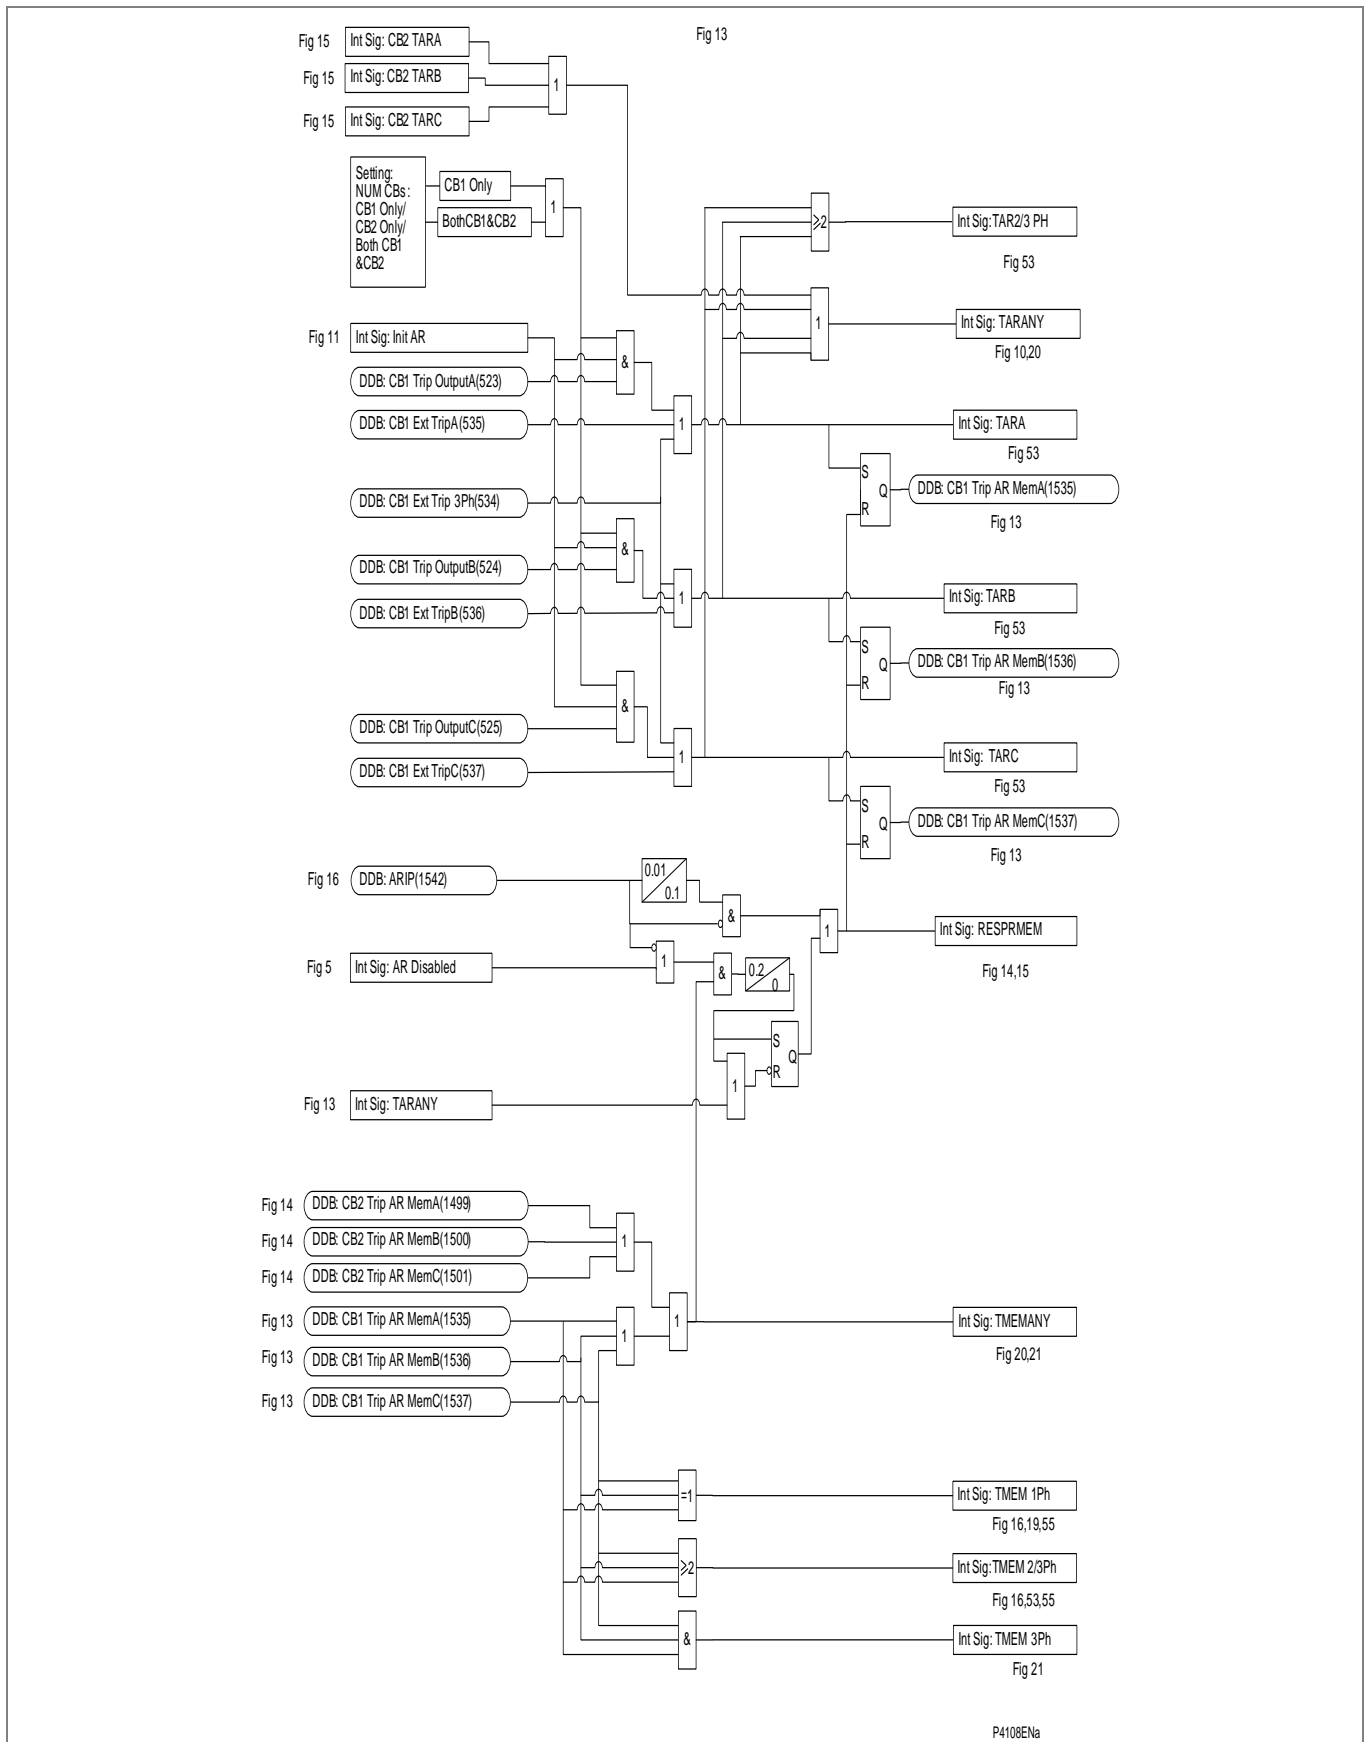 Fig 13
Fig 15 Int Sig: CB2 TARA
Fig 15 Int Sig: CB2 TARB
Fig 15 Int Sig: CB2 TARC
1
Setting:
NUM CBs :
CB1 Only/
CB2 Only/
Both CB1
&CB2
CB1 Only
BothCB1&CB2
1
⩾2
Int Sig:TAR2/3 PH
Fig 53
Fig 11 Int Sig: Init AR
1
Int Sig: TARANY
Fig 10,20
&
DDB: CB1 Trip OutputA(523)
DDB: CB1 Ext TripA(535)
1
Int Sig: TARA
Fig 53
S
Q
R
DDB: CB1 Trip AR MemA(1535)
Fig 13
DDB: CB1 Ext Trip 3Ph(534)
&
DDB: CB1 Trip OutputB(524)
DDB: CB1 Ext TripB(536)
1
Int Sig: TARB
Fig 53
S
Q
R
DDB: CB1 Trip AR MemB(1536)
Fig 13
&
DDB: CB1 Trip OutputC(525)
DDB: CB1 Ext TripC(537)
1
Int Sig: TARC
Fig 53
S
Q
R
DDB: CB1 Trip AR MemC(1537)
Fig 13
Fig 16 DDB: ARIP(1542)
0.01
0.1
&
1
Int Sig: RESPRMEM
Fig 14,15
Fig 5 Int Sig: AR Disabled
1
&
0.2
0
S
Q
R
1
Fig 13 Int Sig: TARANY
Fig 14 DDB: CB2 Trip AR MemA(1499)
Fig 14 DDB: CB2 Trip AR MemB(1500)
Fig 14 DDB: CB2 Trip AR MemC(1501)
1
Fig 13 DDB: CB1 Trip AR MemA(1535)
Fig 13 DDB: CB1 Trip AR MemB(1536)
Fig 13 DDB: CB1 Trip AR MemC(1537)
1
1
Int Sig: TMEMANY
Fig 20,21
=1
Int Sig: TMEM 1Ph
Fig 16,19,55
⩾2
Int Sig:TMEM 2/3Ph
Fig 16,53,55
&
Int Sig: TMEM 3Ph
Fig 21
P4108ENa